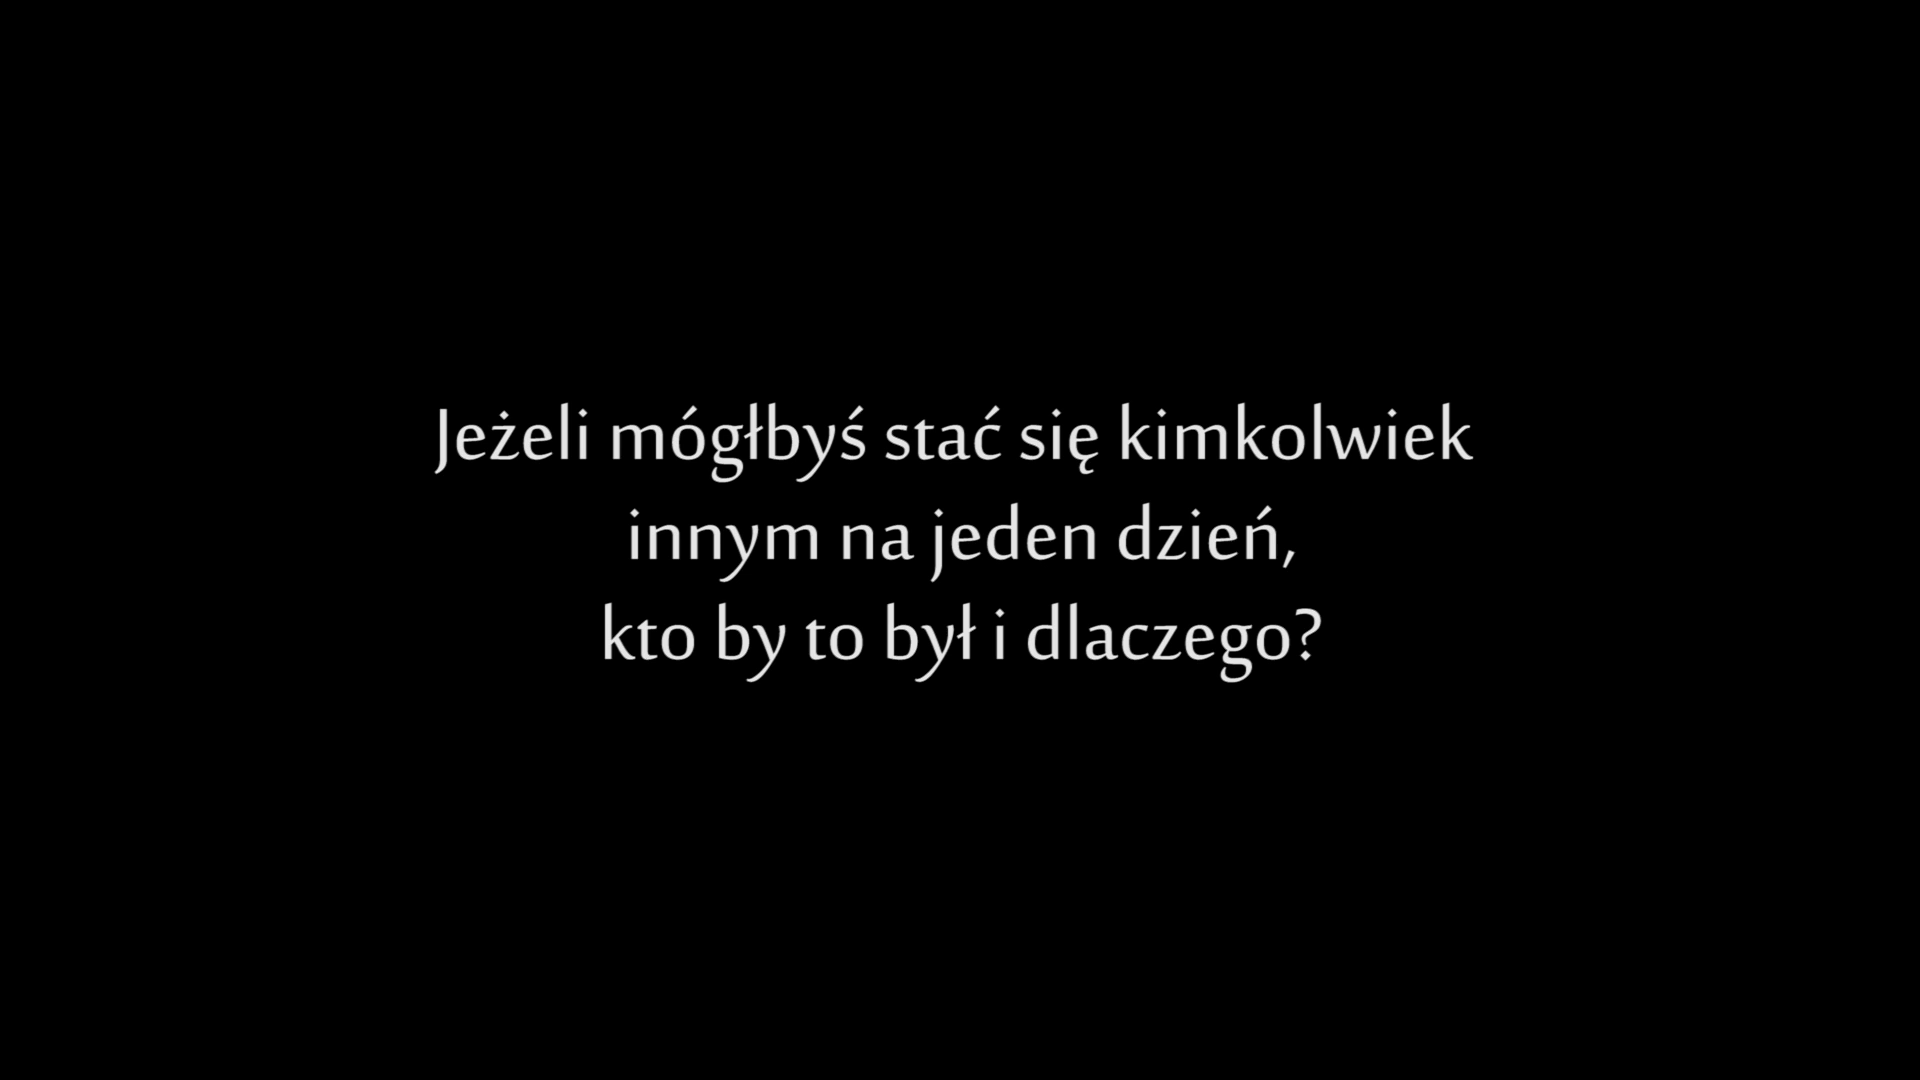 Jeżeli mógłbyś stać się kimkolwiek
innym na jeden dzień,
kto by to był i dlaczego?